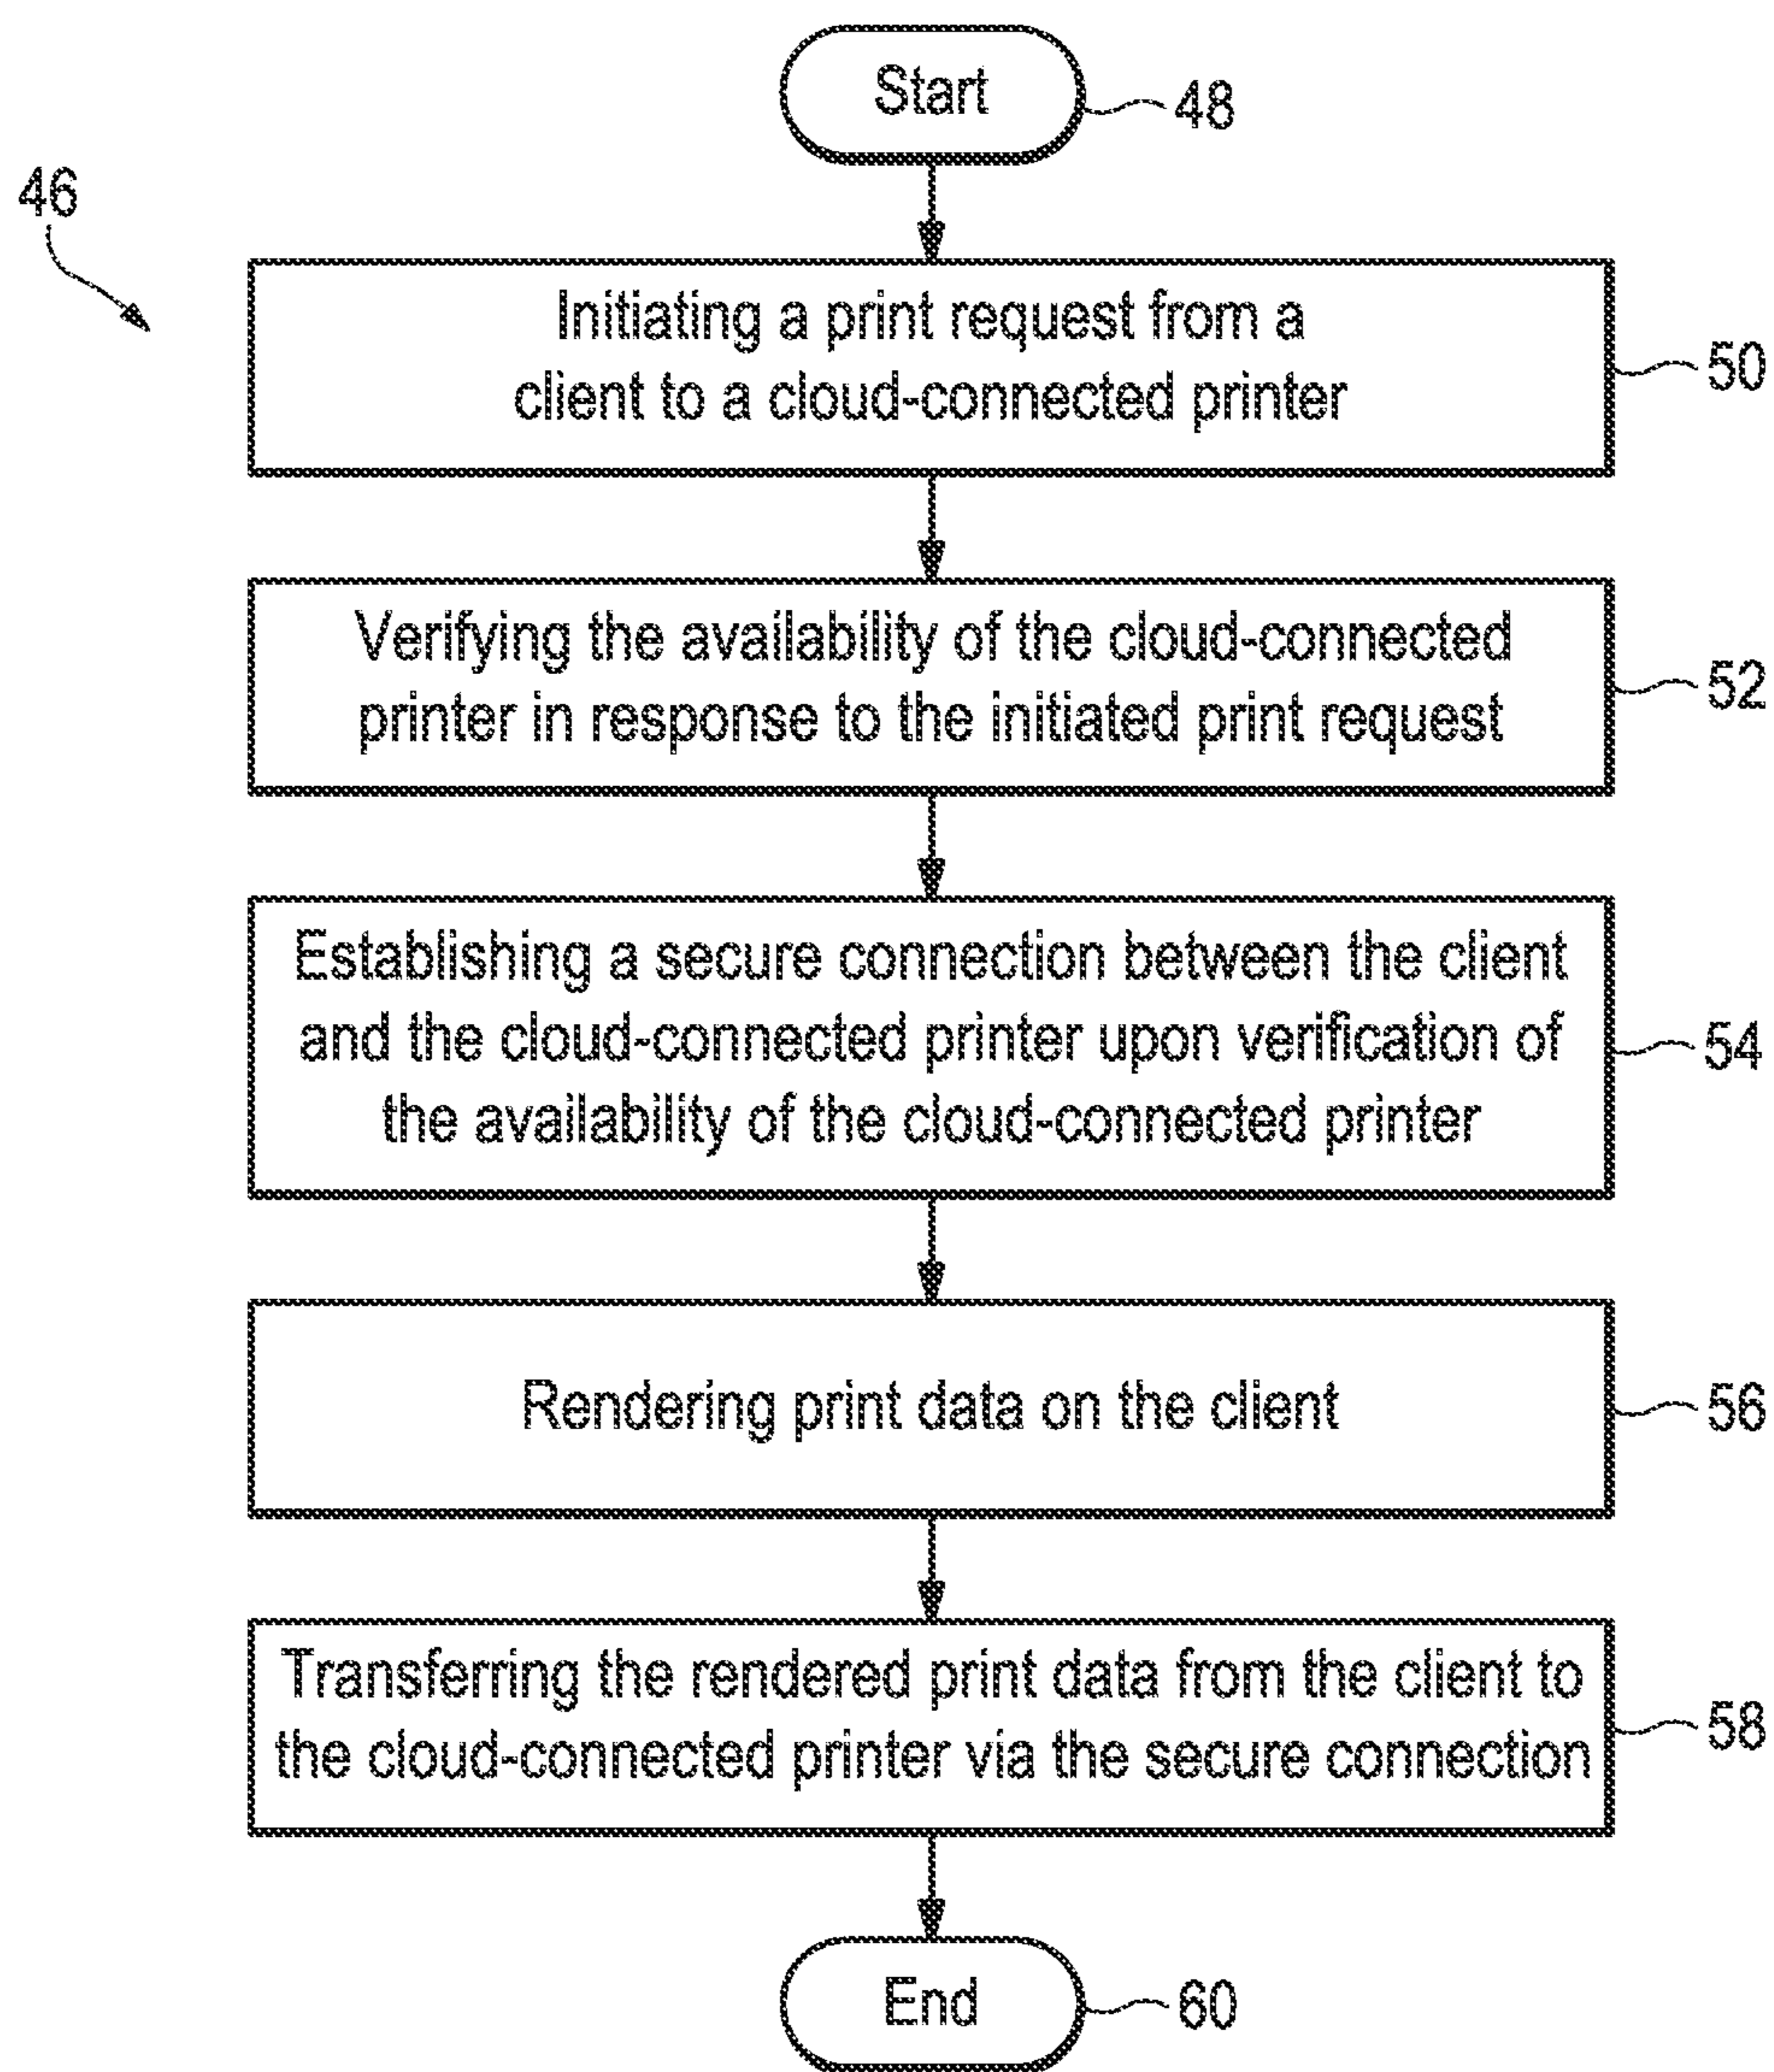 Start
48
46
Initiating a print request from a
client to a cloud-connected printer
50
Verifying the availability of the cloud-connected
printer in response to the initiated print request
52
Establishing a secure connection between the client
and the cloud-connected printer upon verification of
the availability of the cloud-connected printer
54
Rendering print data on the client
56
Transferring the rendered print data from the client to
the cloud-connected printer via the secure connection
58
End
60